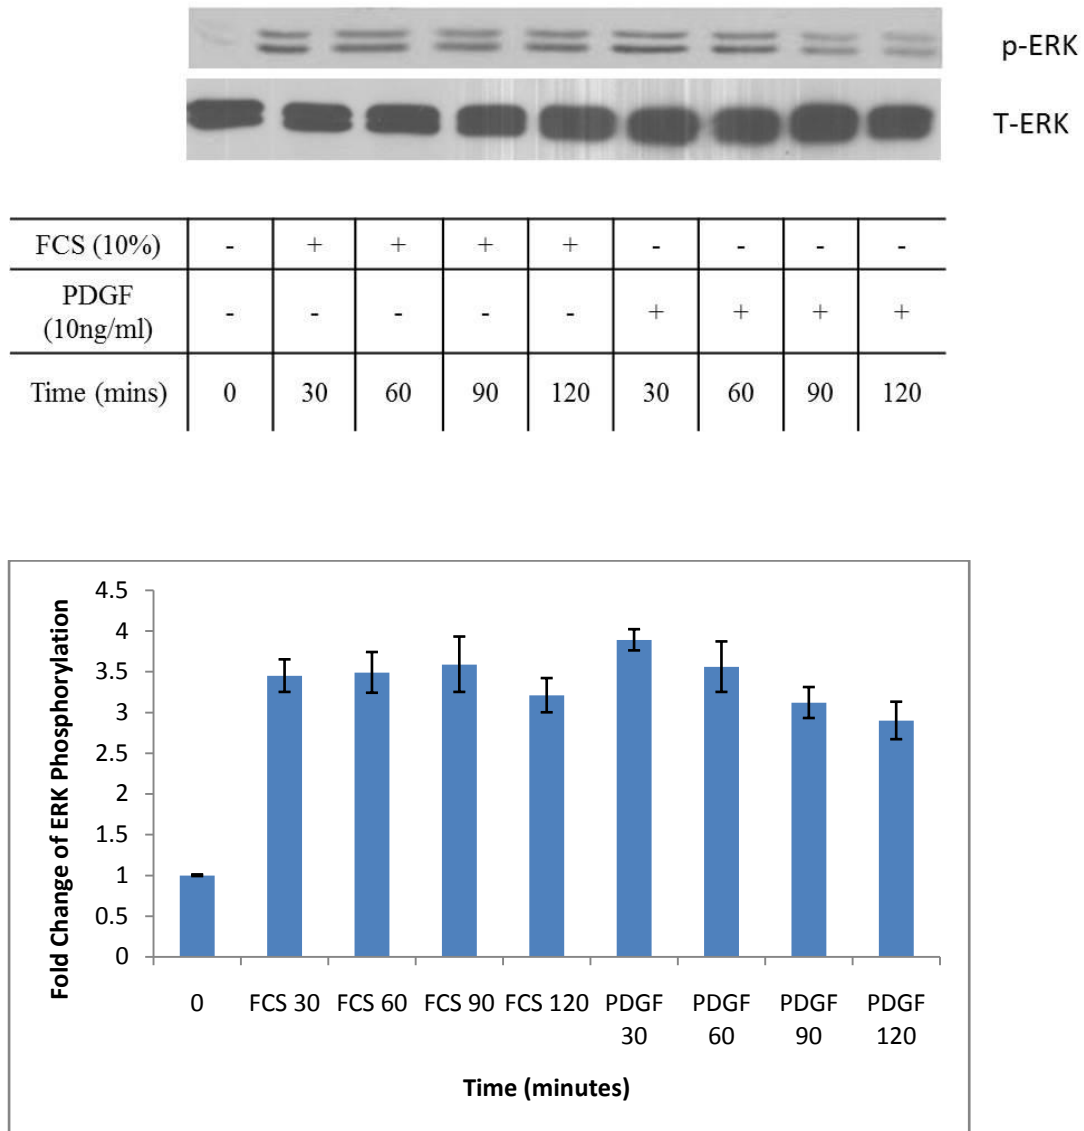 p-ERK
T-ERK
FCS (10%) - + + + + - - - -
PDGF
(10ng/ml) - - - - - + + + +
Time (mins) 0 30 60 90 120 30 60 90 120
Fold Change of ERK Phosphorylation
4.5
4
3.5
3
2.5
2
1.5
1
0.5
0
0 FCS 30 FCS 60 FCS 90 FCS 120 PDGF PDGF PDGF PDGF
30 60 90 120
Time (minutes)